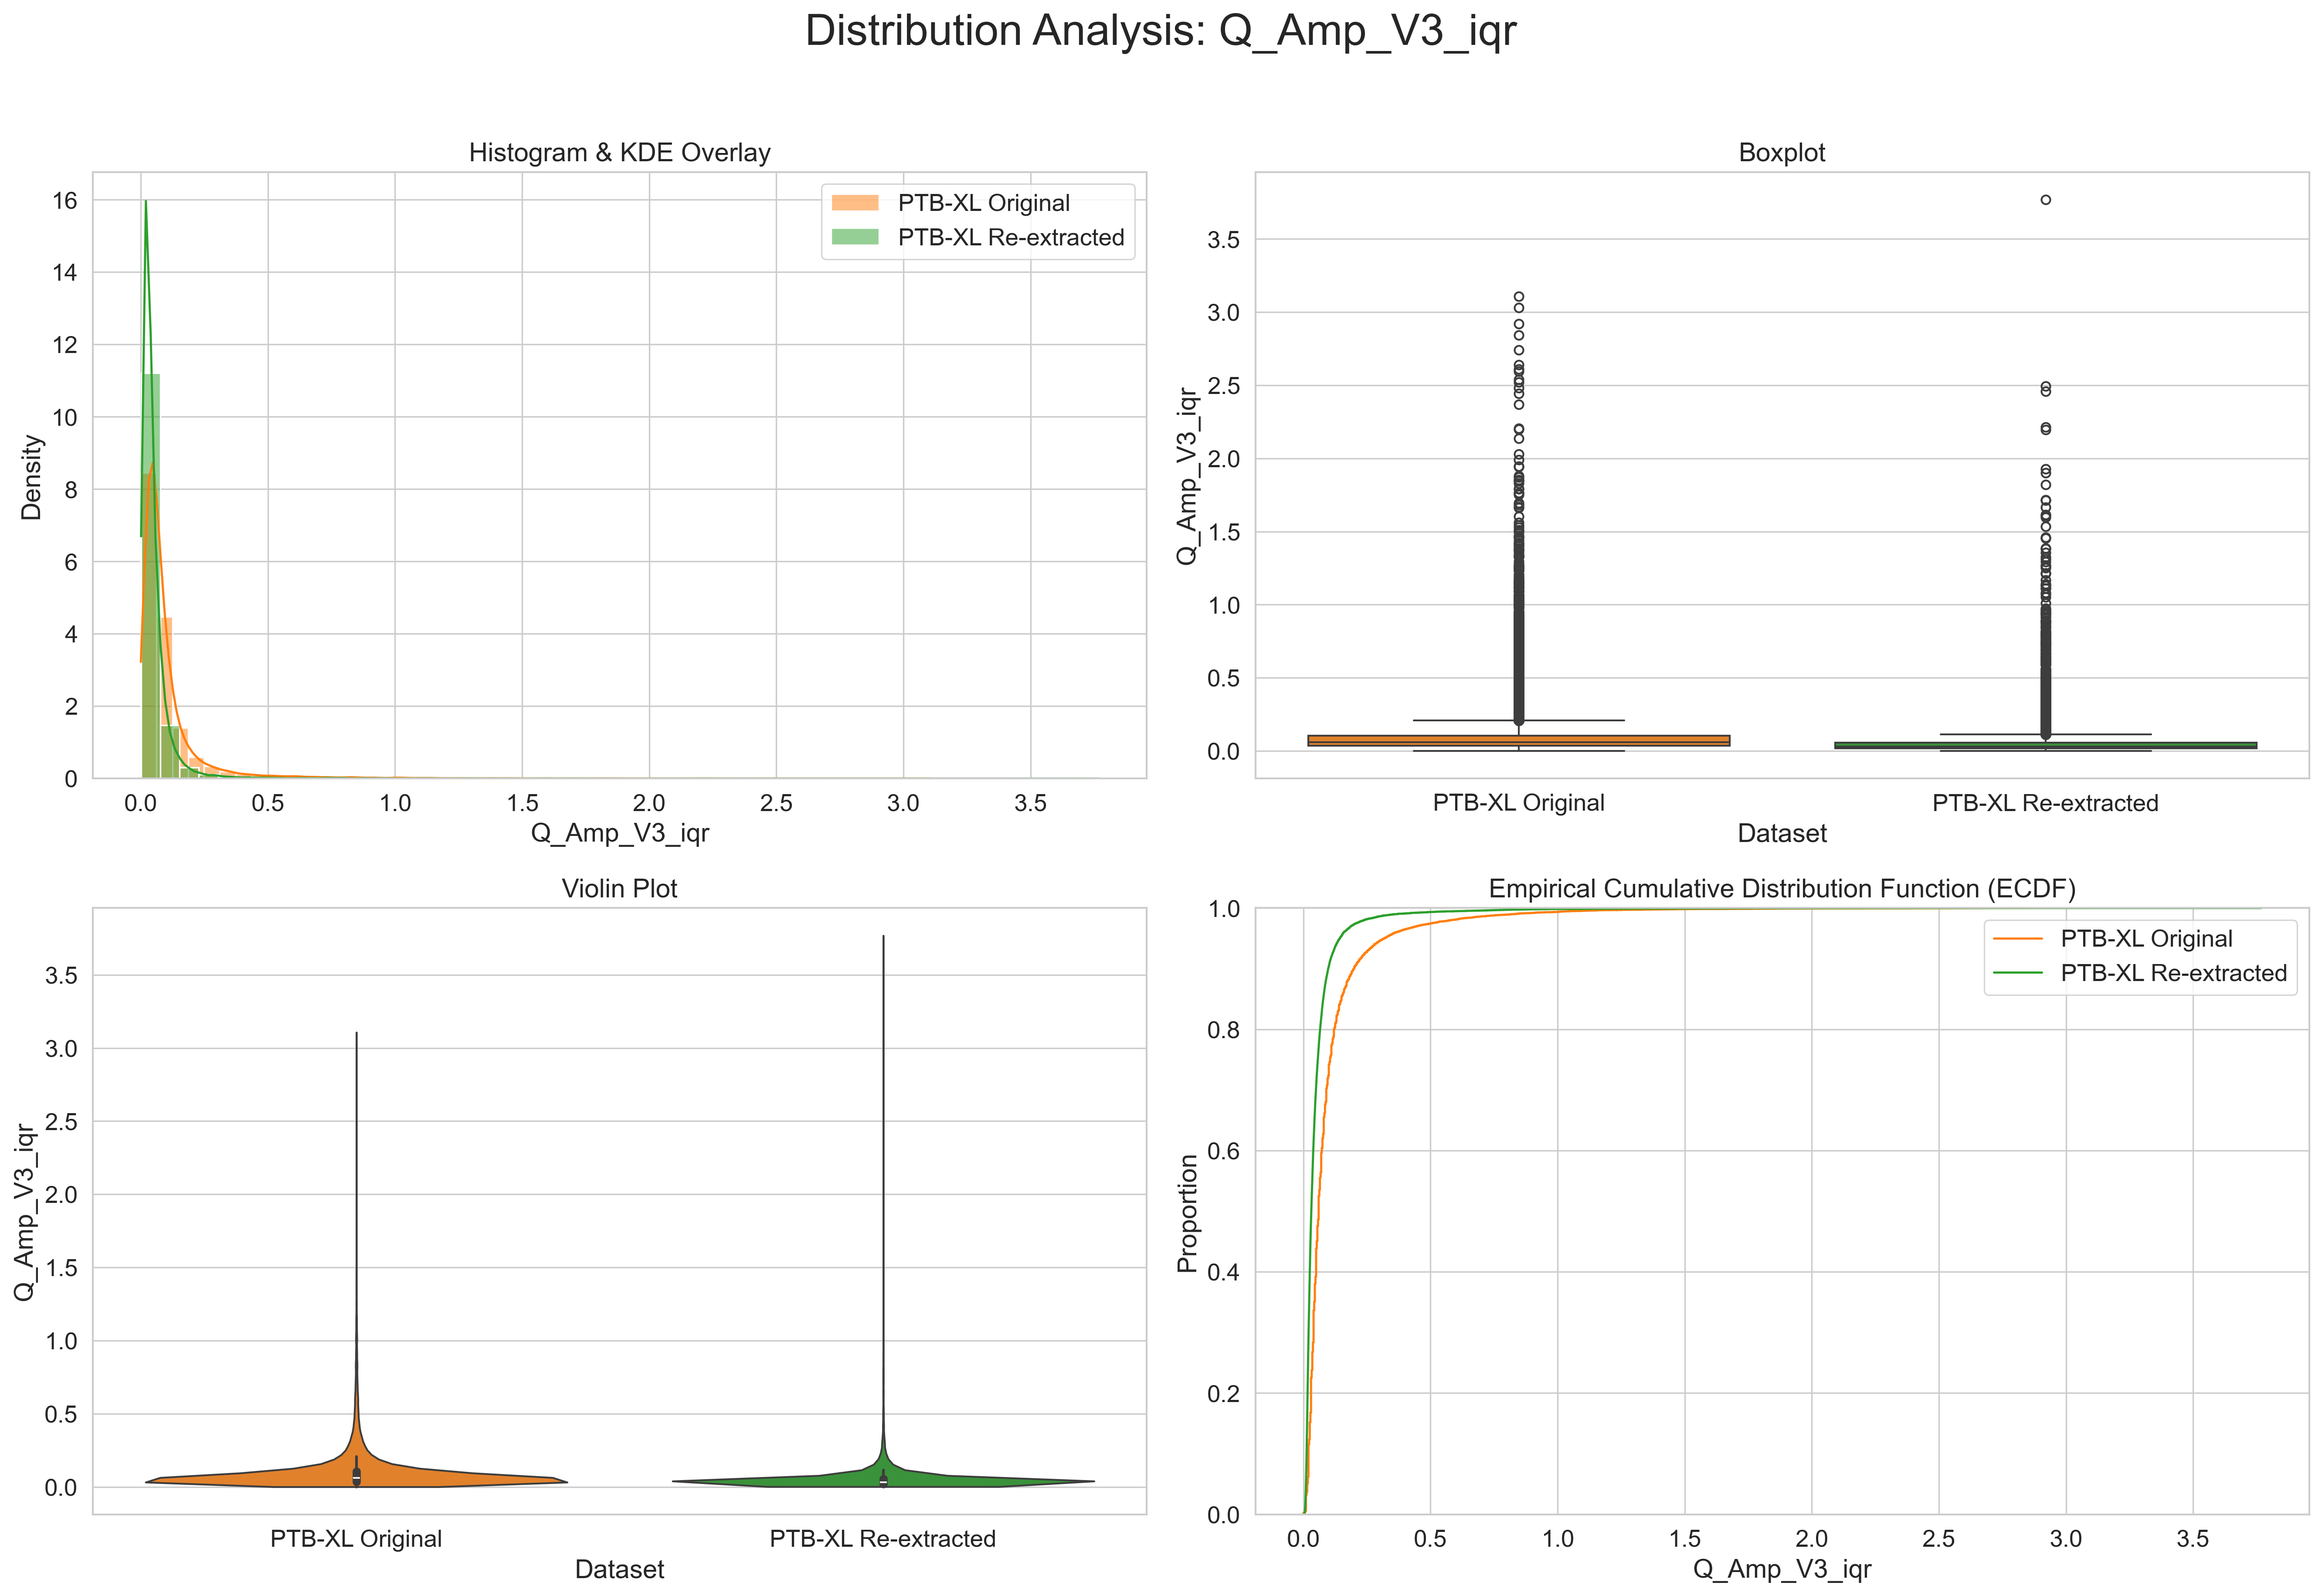 Distribution Analysis: Q_Amp_V3_iqr
Histogram & KDE Overlay
PTB-XL Original
PTB-XL Re-extracted
Density
16
14
12
10
8
6
4
2
0
0.0 0.5 1.0 1.5 2.0 2.5 3.0 3.5
Q_Amp_V3_iqr
Boxplot
Q_Amp_V3_iqr
3.5
3.0
2.5
2.0
1.5
1.0
0.5
0.0
PTB-XL Original PTB-XL Re-extracted
Dataset
Violin Plot
Q_Amp_V3_iqr
3.5
3.0
2.5
2.0
1.5
1.0
0.5
0.0
PTB-XL Original PTB-XL Re-extracted
Dataset
Empirical Cumulative Distribution Function (ECDF)
PTB-XL Original
PTB-XL Re-extracted
Proportion
1.0
0.8
0.6
0.4
0.2
0.0
0.0 0.5 1.0 1.5 2.0 2.5 3.0 3.5
Q_Amp_V3_iqr